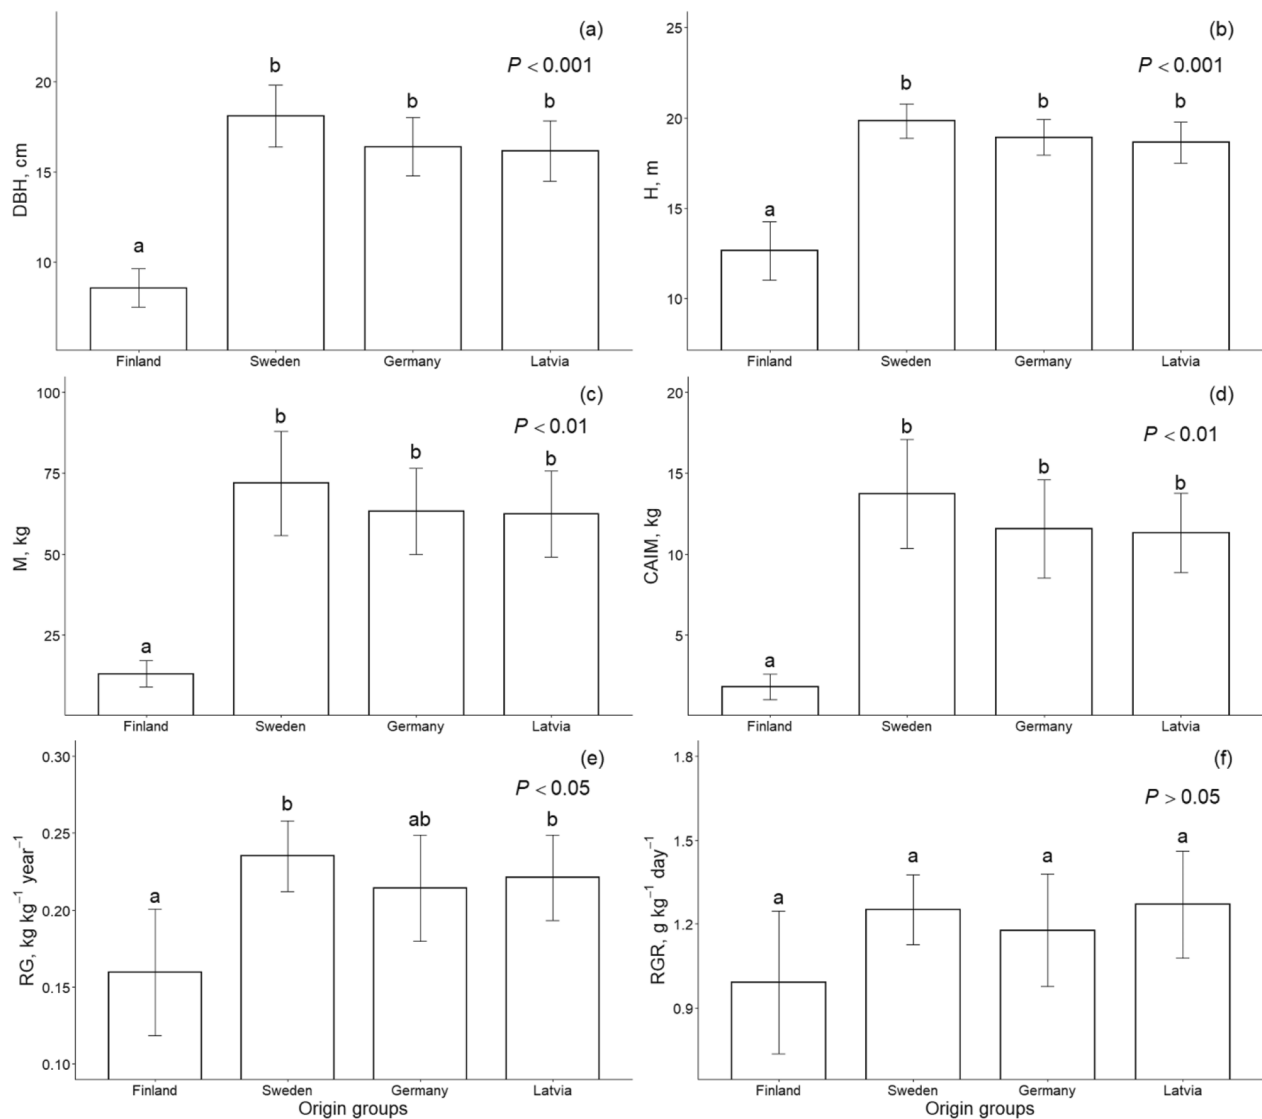 (a)
P < 0.001
DBH, cm
20
15
10
a
b
b
b
Finland Sweden Germany Latvia
(b)
P < 0.001
H, m
25
20
15
10
a
b
b
b
Finland Sweden Germany Latvia
(c)
P < 0.01
M, kg
100
75
50
25
a
b
b
b
Finland Sweden Germany Latvia
(d)
P < 0.01
CAIM, kg
20
15
10
5
a
b
b
b
Finland Sweden Germany Latvia
(e)
P < 0.05
RG, kg kg⁻¹ year⁻¹
0.30
0.25
0.20
0.15
0.10
a
b
ab
b
Finland Sweden Germany Latvia
Origin groups
(f)
P > 0.05
RGR, g kg⁻¹ day⁻¹
1.8
1.5
1.2
0.9
a
a
a
a
Finland Sweden Germany Latvia
Origin groups